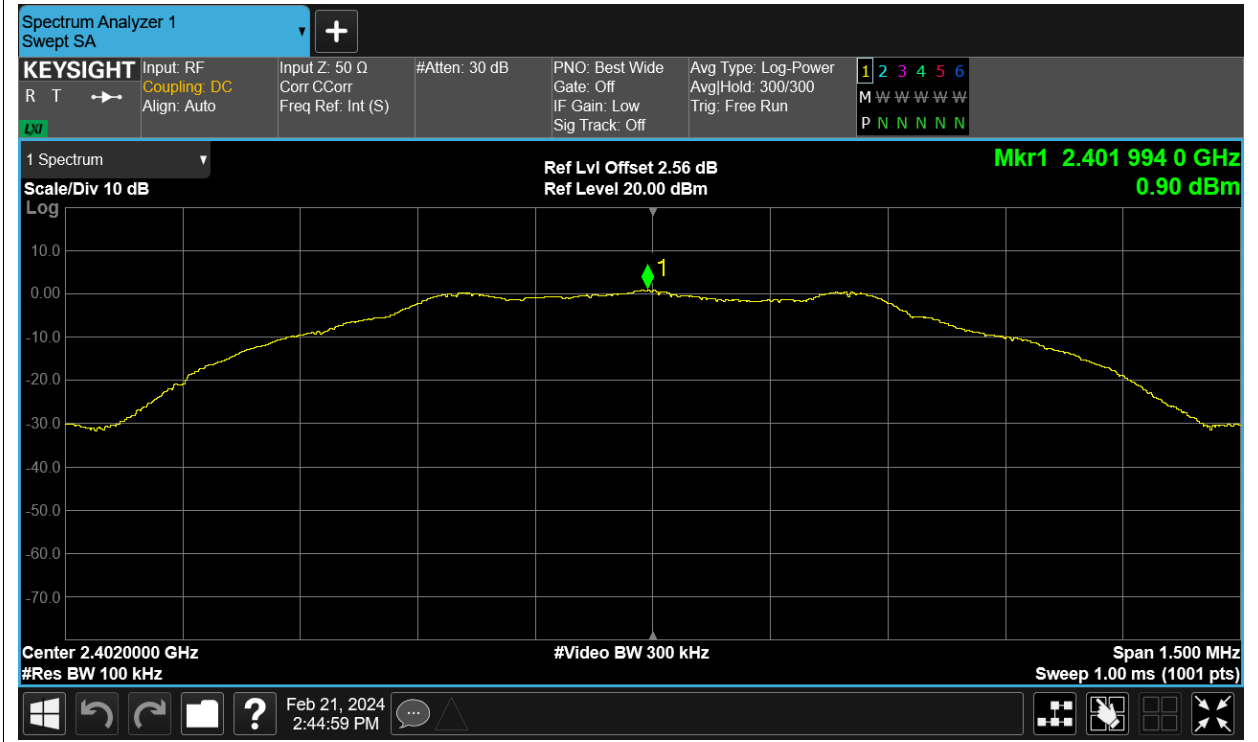 Spectrum Analyzer 1
Swept SA
KEYSIGHT
R T
LXI
Input: RF
Coupling: DC
Align: Auto
Input Z: 50 Ω
Corr CCorr
Freq Ref: Int (S)
#Atten: 30 dB
PNO: Best Wide
Gate: Off
IF Gain: Low
Sig Track: Off
Avg Type: Log-Power
Avg|Hold: 300/300
Trig: Free Run
1 2 3 4 5 6
M W W W W W
P N N N N N
1 Spectrum
Scale/Div 10 dB
Log
Ref Lvl Offset 2.56 dB
Ref Level 20.00 dBm
Mkr1 2.401 994 0 GHz
0.90 dBm
1
10.0
0.00
-10.0
-20.0
-30.0
-40.0
-50.0
-60.0
-70.0
Center 2.4020000 GHz
#Video BW 300 kHz
Span 1.500 MHz
#Res BW 100 kHz
Sweep 1.00 ms (1001 pts)
?
Feb 21, 2024
2:44:59 PM